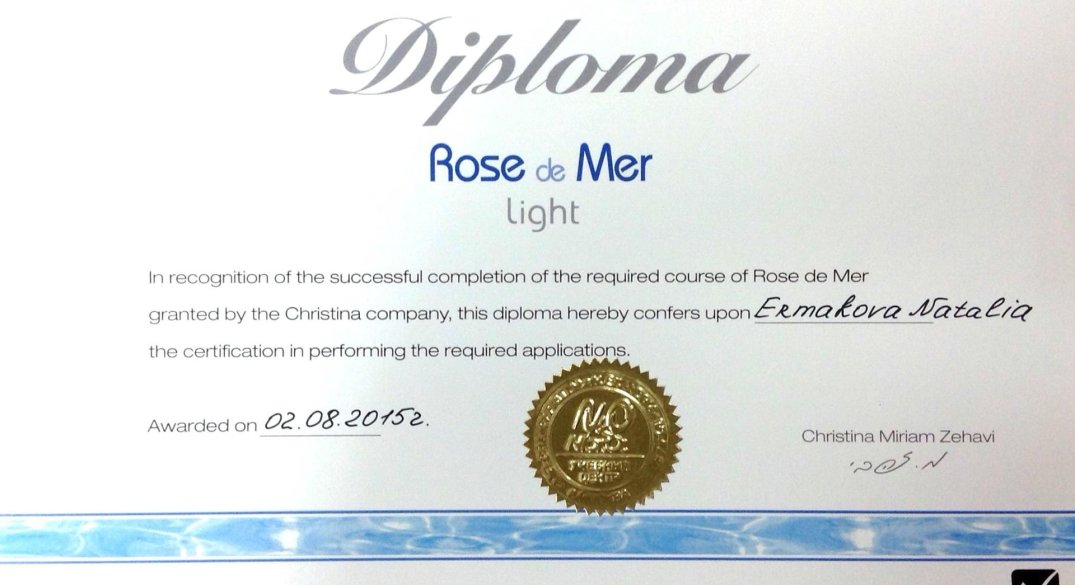 Diploma
Rose de Mer
light
In recognition of the successful completion of the required course of Rose de Mer
granted by the Christina company, this diploma hereby confers upon Ermakova Natalia
the certification in performing the required applications.
Awarded on 02.08.2015г.
Christina Miriam Zehavi